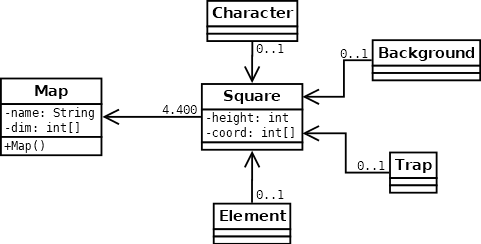 Character
0..1
0..1
Background
Map
-name: String
-dim: int[]
+Map()
4.400
Square
-height: int
-coord: int[]
0..1
Trap
0..1
Element